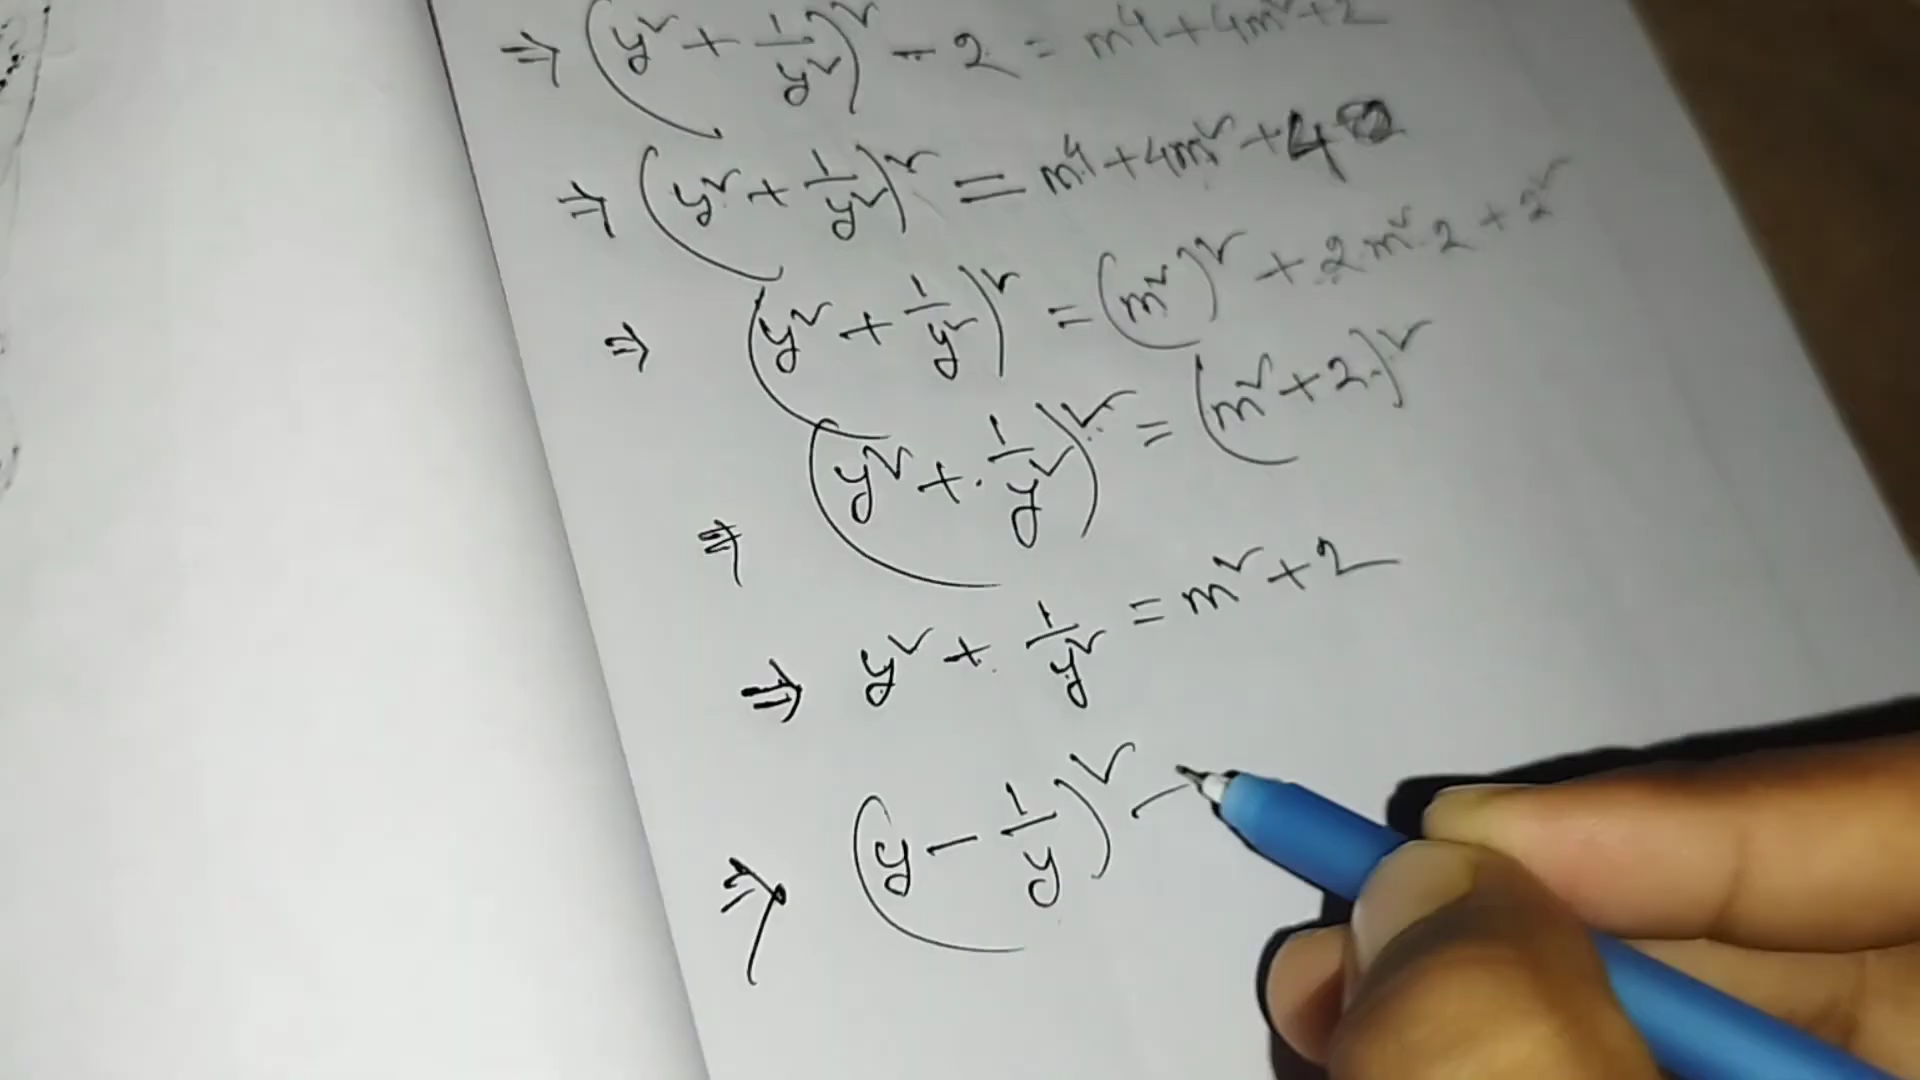 ⇒ (y² + 1/y²)² - 2 = m⁴ + 4m² + 2
⇒ (y² + 1/y²)² = m⁴ + 4m² + 4
⇒ (y² + 1/y²)² = (m²)² + 2.m².2 + 2²
⇒ (y² + 1/y²)² = (m² + 2)²
⇒ y² + 1/y² = m² + 2
⇒ (y - 1/y)²